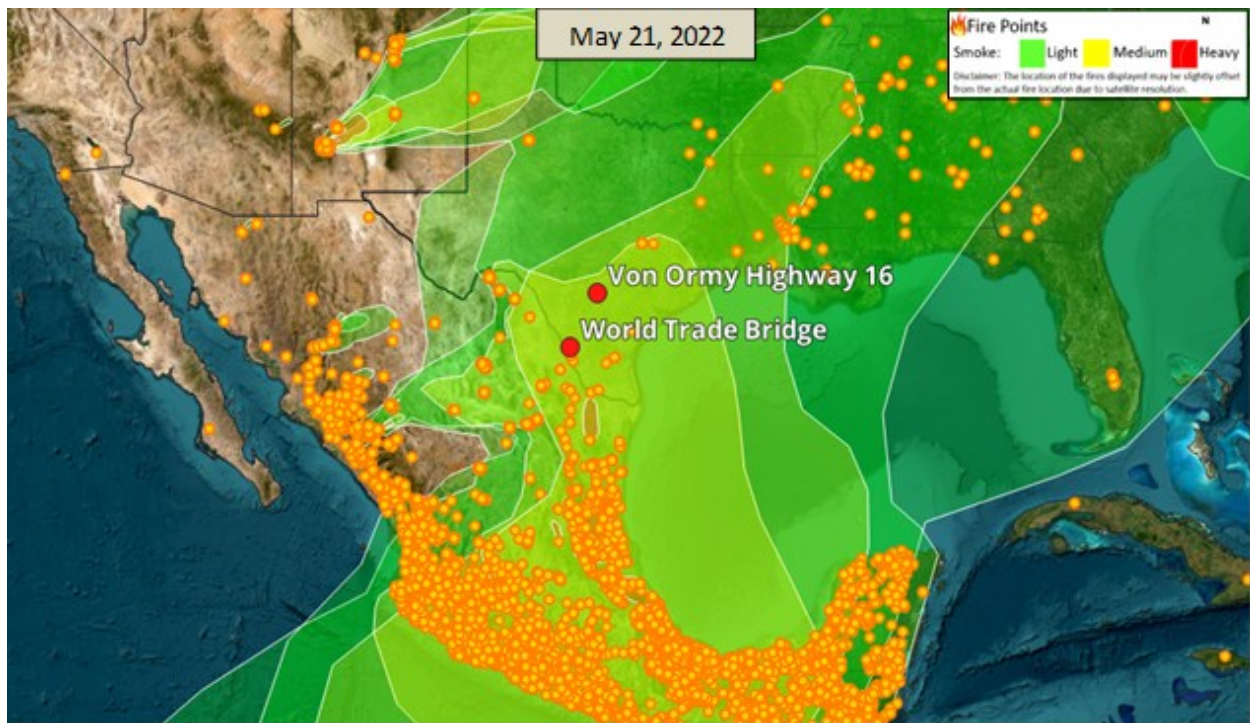 May 21, 2022
Fire Points
N
Smoke: Light Medium Heavy
Disclaimer: The location of the fires displayed may be slightly offset
from the actual fire location due to satellite resolution.
Von Ormy Highway 16
World Trade Bridge